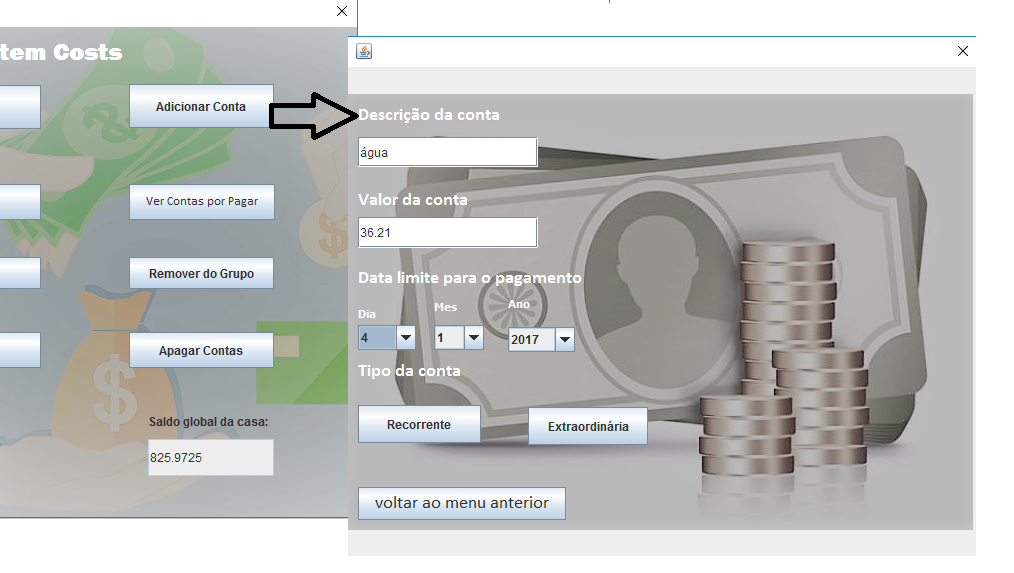 tem Costs
Adicionar Conta
Ver Contas por Pagar
Remover do Grupo
Apagar Contas
Saldo global da casa:
825.9725
Descrição da conta
água
Valor da conta
36.21
Data limite para o pagamento
Dia Mes Ano
4 1 2017
Tipo da conta
Recorrente Extraordinária
voltar ao menu anterior